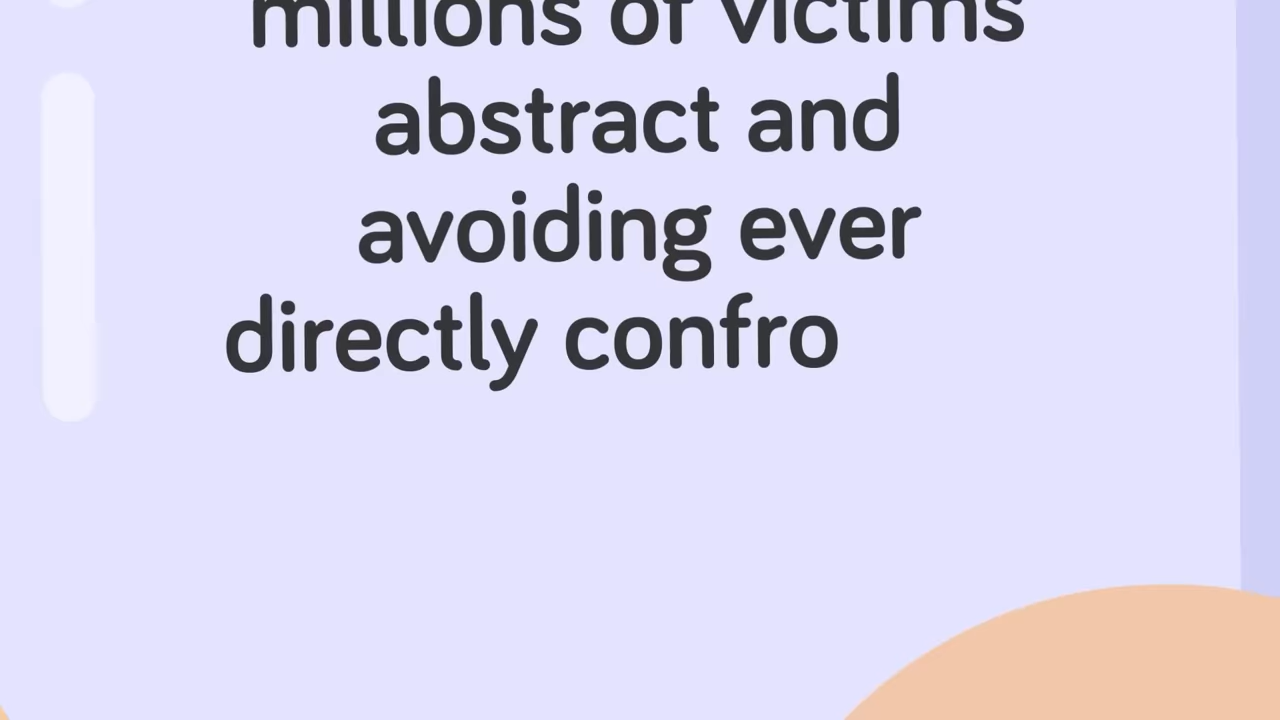 millions of victims
abstract and
avoiding ever
directly confro